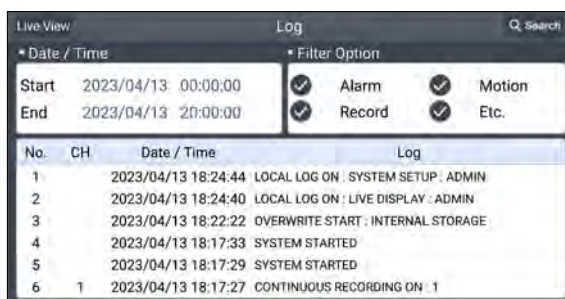 Live View Log Search
• Date / Time • Filter Option
Start 2023/04/13 00:00:00 Alarm Motion
End 2023/04/13 20:00:00 Record Etc.
No. CH Date / Time Log
1 2023/04/13 18:24:44 LOCAL LOG ON : SYSTEM SETUP : ADMIN
2 2023/04/13 18:24:40 LOCAL LOG ON : LIVE DISPLAY : ADMIN
3 2023/04/13 18:22:22 OVERWRITE START : INTERNAL STORAGE
4 2023/04/13 18:17:33 SYSTEM STARTED
5 2023/04/13 18:17:29 SYSTEM STARTED
6 1 2023/04/13 18:17:27 CONTINUOUS RECORDING ON : 1